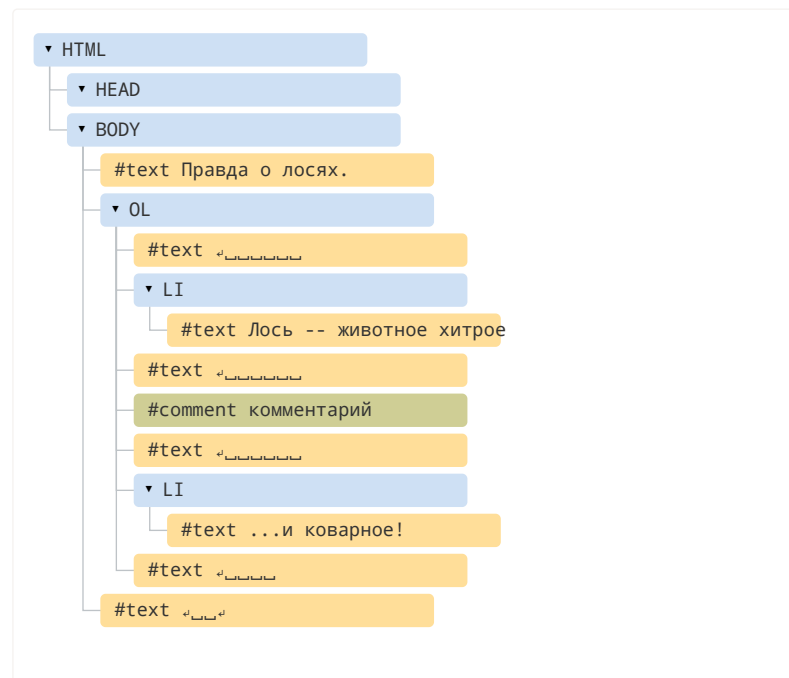 ▾ HTML
▾ HEAD
▾ BODY
#text Правда о лосях.
▾ OL
#text ↵␣␣␣␣␣␣
▾ LI
#text Лось -- животное хитрое
#text ↵␣␣␣␣␣␣
#comment комментарий
#text ↵␣␣␣␣␣␣
▾ LI
#text ...и коварное!
#text ↵␣␣␣␣
#text ↵␣␣↵